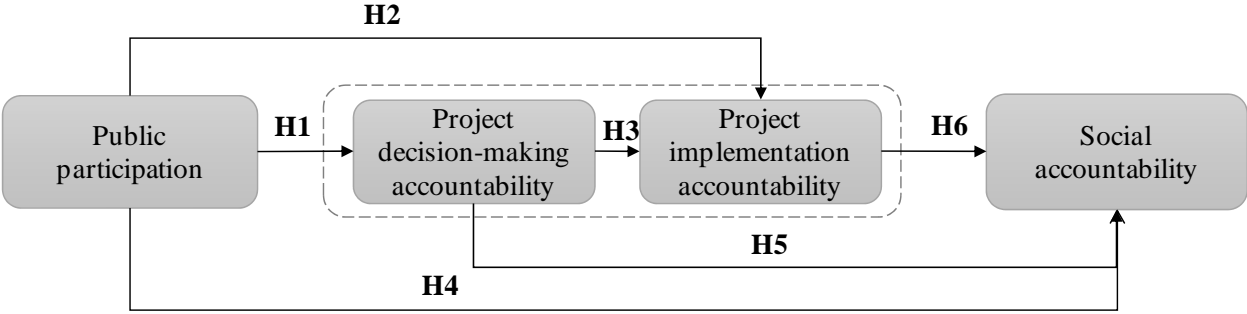 H2
Public
participation
H1
Project
decision-making
accountability
H3
Project
implementation
accountability
H6
Social
accountability
H5
H4